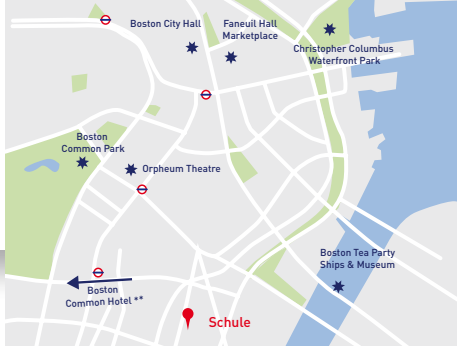 Boston City Hall
Faneuil Hall
Marketplace
Christopher Columbus
Waterfront Park
Boston
Common Park
Orpheum Theatre
Boston Tea Party
Ships & Museum
Boston
Common Hotel **
Schule